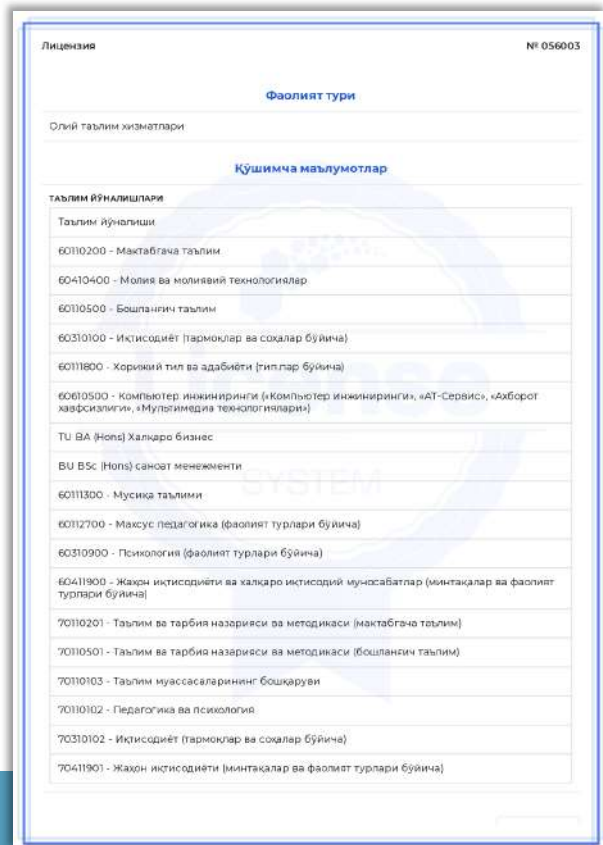 Лицензия № 056003
Фаолият тури
Олий таълим хизматлари
Қўшимча маълумотлар
ТАЪЛИМ ЙЎНАЛИШЛАРИ
Таълим йўналиши
60110200 - Мактабгача таълим
60410400 - Молия ва молиявий технологиялар
60110500 - Бошланғич таълим
60310100 - Иқтисодиёт (тармоқлар ва соҳалар бўйича)
60111800 - Хорижий тил ва адабиёти (тиллар бўйича)
60610500 - Компьютер инжиниринги («Компьютер инжиниринги», «АТ-Сервис», «Ахборот
хавфсизлиги», «Мультимедиа технологиялари»)
TU BA (Hons) Халқаро бизнес
BU BSc (Hons) саноат менежменти
60111300 - Мусиқа таълими
60112700 - Махсус педагогика (фаолият турлари бўйича)
60310900 - Психология (фаолият турлари бўйича)
60411900 - Жаҳон иқтисодиёти ва халқаро иқтисодий муносабатлар (минтақалар ва фаолият
турлари бўйича)
70110201 - Таълим ва тарбия назарияси ва методикаси (мактабгача таълим)
70110501 - Таълим ва тарбия назарияси ва методикаси (бошланғич таълим)
70110103 - Таълим муассасаларининг бошқаруви
70110102 - Педагогика ва психология
70310102 - Иқтисодиёт (тармоқлар ва соҳалар бўйича)
70411901 - Жаҳон иқтисодиёти (минтақалар ва фаолият турлари бўйича)
License
SYSTEM